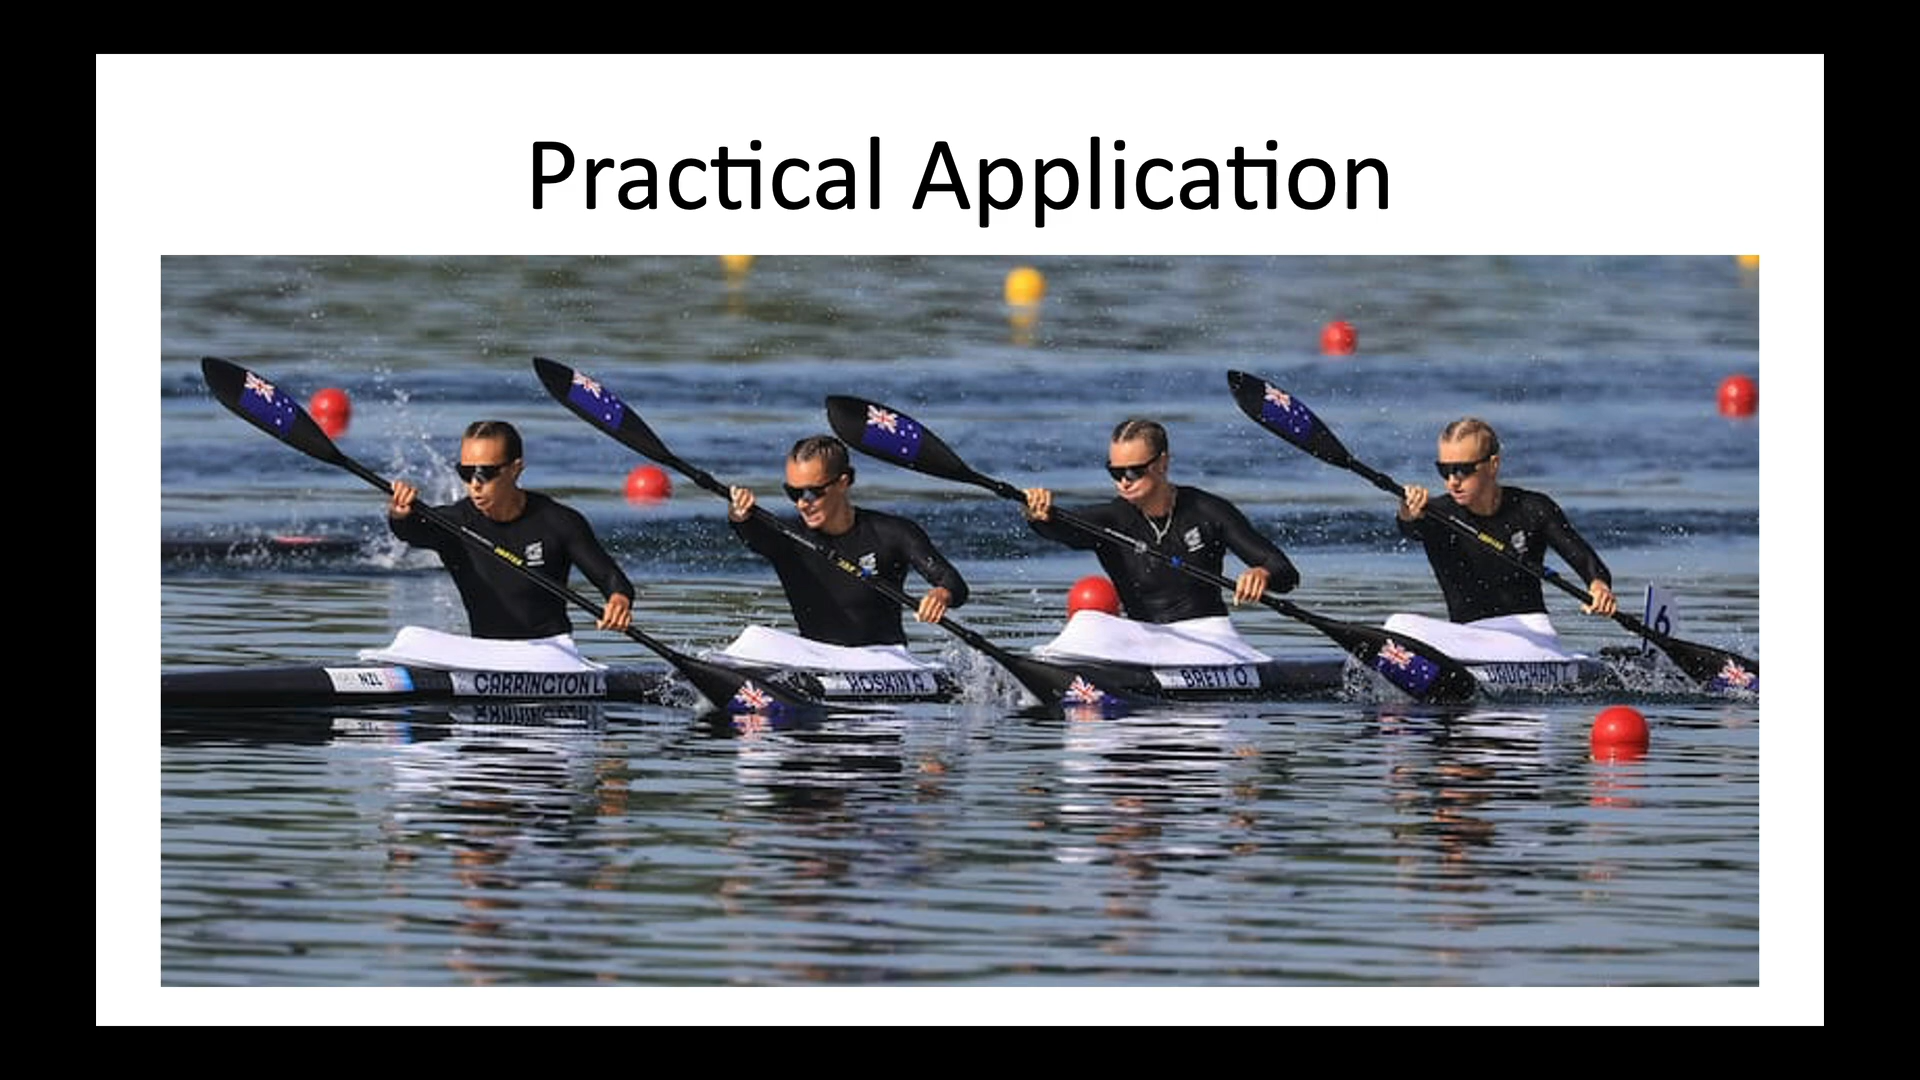 Practical Application
6
NZL
CARRINGTON L.
HOSKIN A.
BRETT O.
VAUGHAN T.